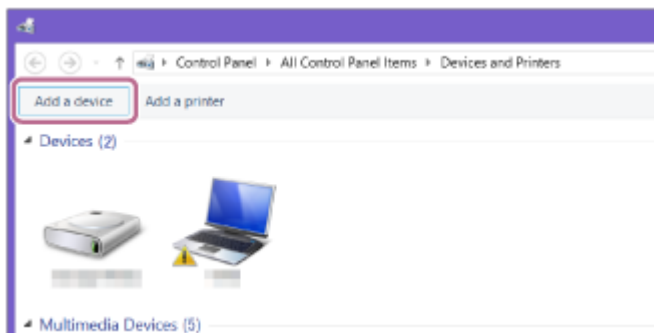 Control Panel All Control Panel Items Devices and Printers
Add a device Add a printer
Devices (2)
Multimedia Devices (5)